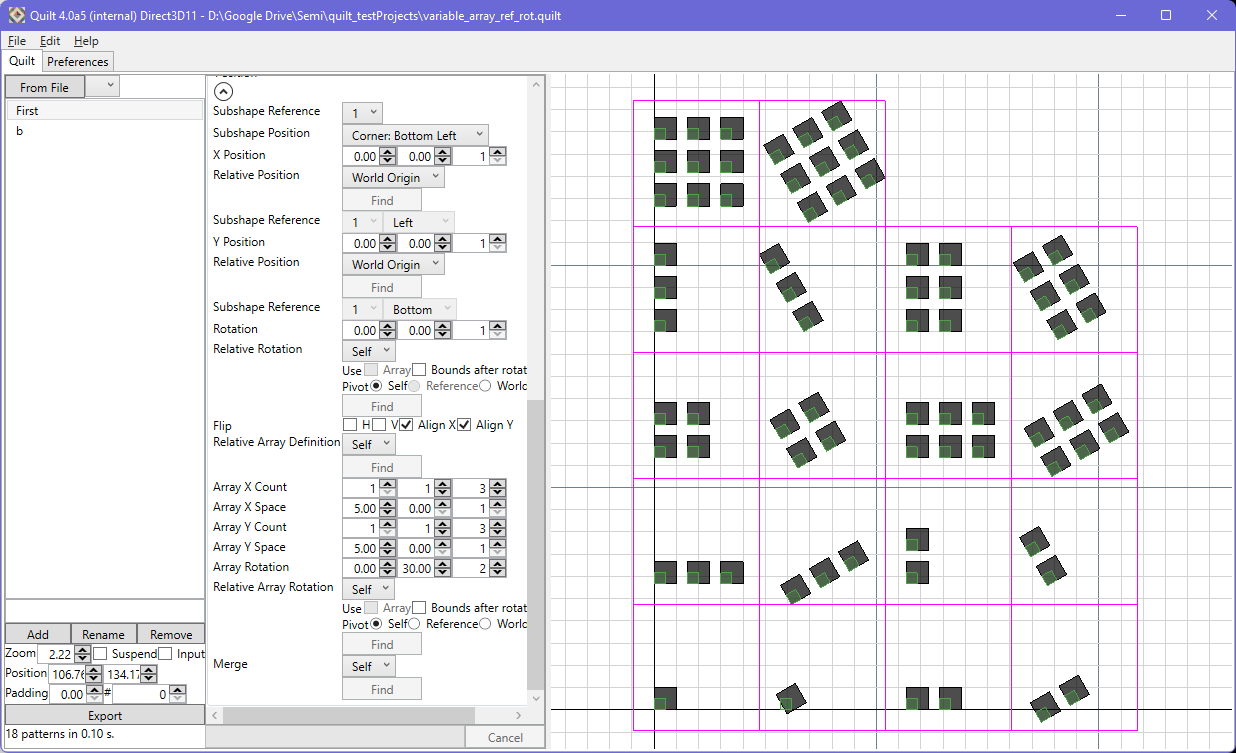 Quilt 4.0a5 (internal) Direct3D11 - D:\Google Drive\Semi\quilt_testProjects\variable_array_ref_rot.quilt
File Edit Help
Quilt Preferences
From File
First
b
Subshape Reference 1
Subshape Position Corner: Bottom Left
X Position 0.00 0.00 1
Relative Position World Origin
Find
Subshape Reference 1 Left
Y Position 0.00 0.00 1
Relative Position World Origin
Find
Subshape Reference 1 Bottom
Rotation 0.00 0.00 1
Relative Rotation Self
Use Array Bounds after rotat
Pivot Self Reference World
Find
Flip H V Align X Align Y
Relative Array Definition Self
Find
Array X Count 1 1 3
Array X Space 5.00 0.00 1
Array Y Count 1 1 3
Array Y Space 5.00 0.00 1
Array Rotation 0.00 30.00 2
Relative Array Rotation Self
Use Array Bounds after rotat
Pivot Self Reference World
Find
Merge Self
Find
Cancel
Add Rename Remove
Zoom 2.22 Suspend Input
Position 106.76 134.17
Padding 0.00 # 0
Export
18 patterns in 0.10 s.